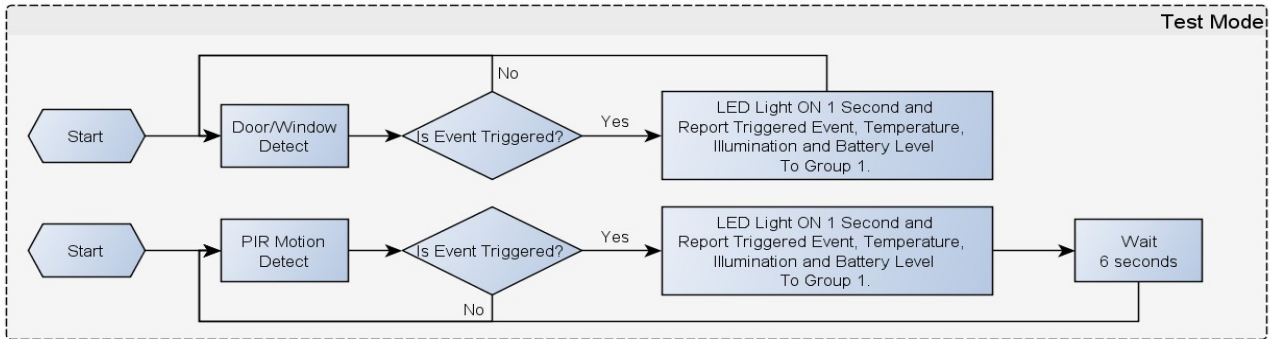 Test Mode
No
Start
Door/Window
Detect
Is Event Triggered?
Yes
LED Light ON 1 Second and
Report Triggered Event, Temperature,
Illumination and Battery Level
To Group 1.
Start
PIR Motion
Detect
Is Event Triggered?
Yes
LED Light ON 1 Second and
Report Triggered Event, Temperature,
Illumination and Battery Level
To Group 1.
Wait
6 seconds
No